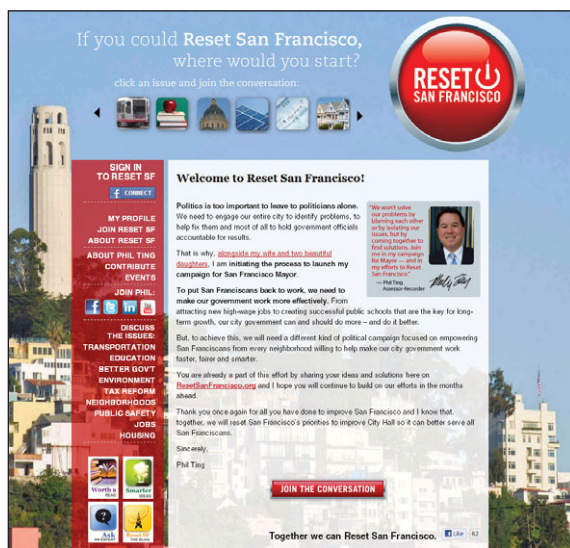 If you could Reset San Francisco,
where would you start?
click an issue and join the conversation:
RESET
SAN FRANCISCO
SIGN IN
TO RESET SF
f CONNECT
MY PROFILE
JOIN RESET SF
ABOUT RESET SF
ABOUT PHIL TING
CONTRIBUTE
EVENTS
JOIN PHIL:
DISCUSS
THE ISSUES:
TRANSPORTATION
EDUCATION
BETTER GOVT
ENVIRONMENT
TAX REFORM
NEIGHBORHOODS
PUBLIC SAFETY
JOBS
HOUSING
Worth a
READ
Smarter
IDEAS
Ask
AN EXPERT
Reset SF
THE BLOG
Welcome to Reset San Francisco!
Politics is too important to leave to politicians alone.
We need to engage our entire city to identify problems, to
help fix them and most of all to hold government officials
accountable for results.
That is why, alongside my wife and two beautiful
daughters, I am initiating the process to launch my
campaign for San Francisco Mayor.
"We won't solve
our problems by
blaming each other
or by isolating our
issues, but by
coming together to
find solutions. Join
me in my campaign
for Mayor — and in
my efforts to Reset
San Francisco."
— Phil Ting
Assessor-Recorder
To put San Franciscans back to work, we need to
make our government work more effectively. From
attracting new high-wage jobs to creating successful public schools that are the key for long-
term growth, our city government can and should do more – and do it better.
But, to achieve this, we will need a different kind of political campaign focused on empowering
San Franciscans from every neighborhood willing to help make our city government work
faster, fairer and smarter.
You are already a part of this effort by sharing your ideas and solutions here on
ResetSanFrancisco.org and I hope you will continue to build on our efforts in the months
ahead.
Thank you once again for all you have done to improve San Francisco and I know that,
together, we will reset San Francisco's priorities to improve City Hall so it can better serve all
San Franciscans.
Sincerely,
Phil Ting
JOIN THE CONVERSATION
Together we can Reset San Francisco.
Like 62